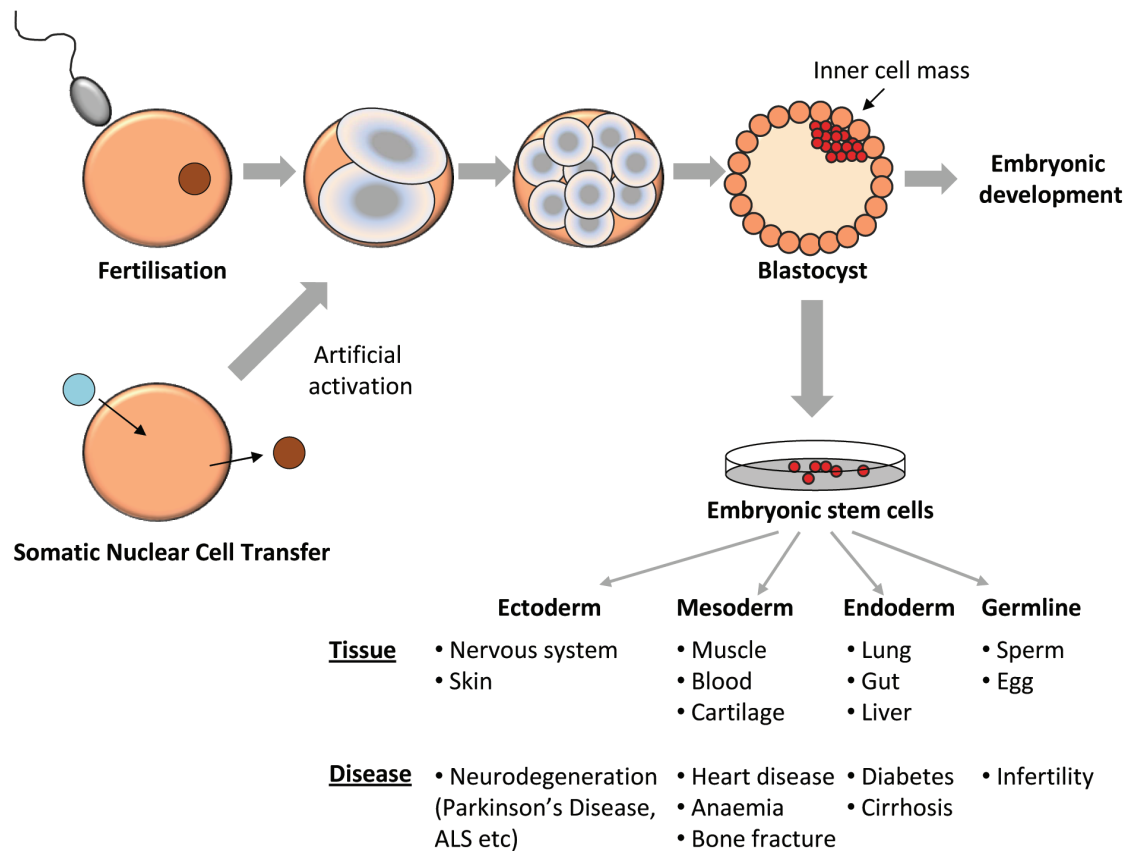 Inner cell mass
Embryonic
development
Fertilisation
Blastocyst
Artificial
activation
Somatic Nuclear Cell Transfer
Embryonic stem cells
Ectoderm
Mesoderm
Endoderm
Germline
Tissue
• Nervous system
• Skin
• Muscle
• Blood
• Cartilage
• Lung
• Gut
• Liver
• Sperm
• Egg
Disease
• Neurodegeneration
(Parkinson’s Disease,
ALS etc)
• Heart disease
• Anaemia
• Bone fracture
• Diabetes
• Cirrhosis
• Infertility